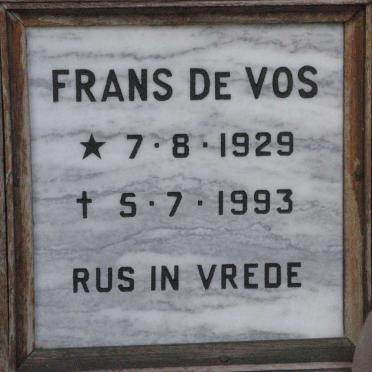 FRANS DE VOS
★ 7·8·1929
† 5·7·1993
RUS IN VREDE